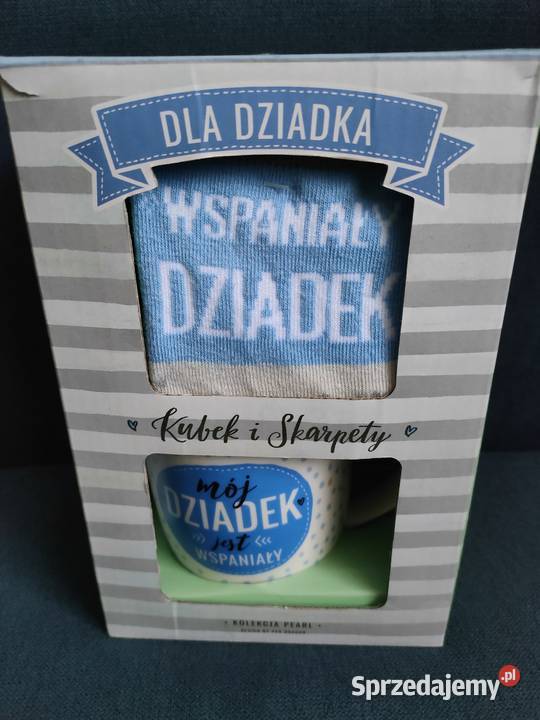 DLA DZIADKA
WSPANIAŁY
DZIADEK
Kubek i Skarpety
mój
DZIADEK
jest
WSPANIAŁY
• KOLEKCJA PEARL •
Sprzedajemy.pl